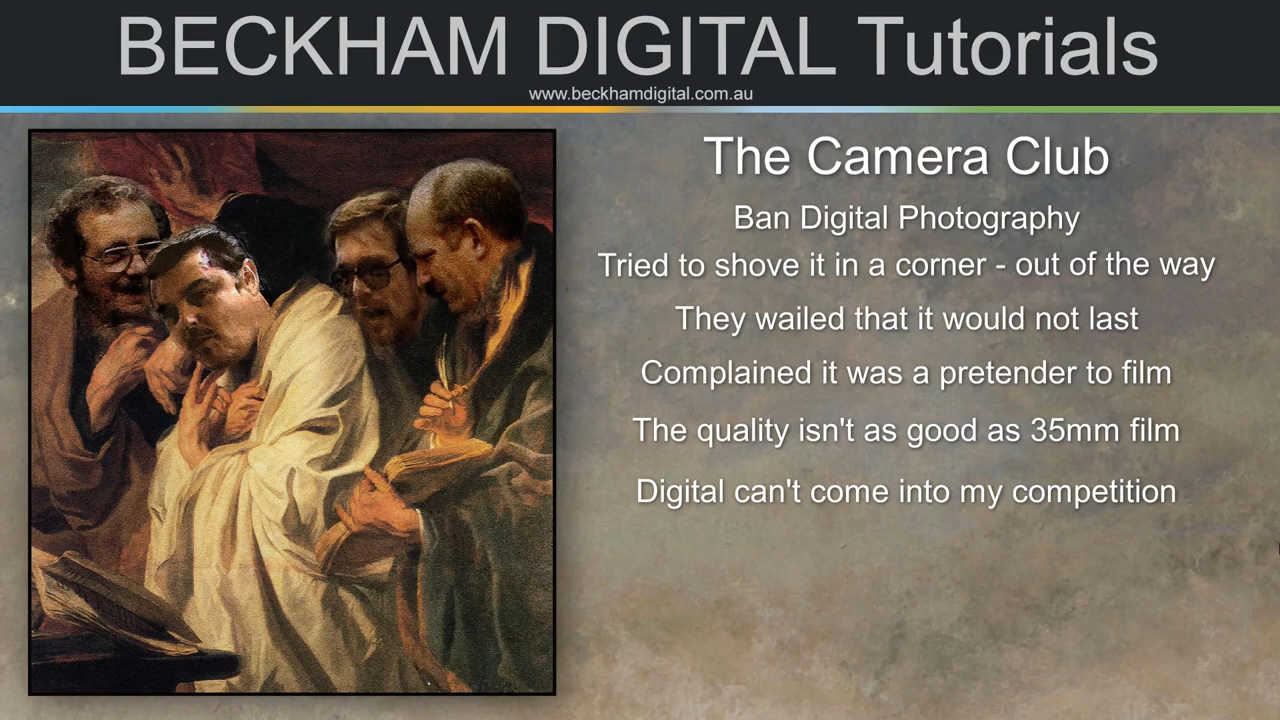 BECKHAM DIGITAL Tutorials
www.beckhamdigital.com.au
The Camera Club
Ban Digital Photography
Tried to shove it in a corner - out of the way
They wailed that it would not last
Complained it was a pretender to film
The quality isn't as good as 35mm film
Digital can't come into my competition